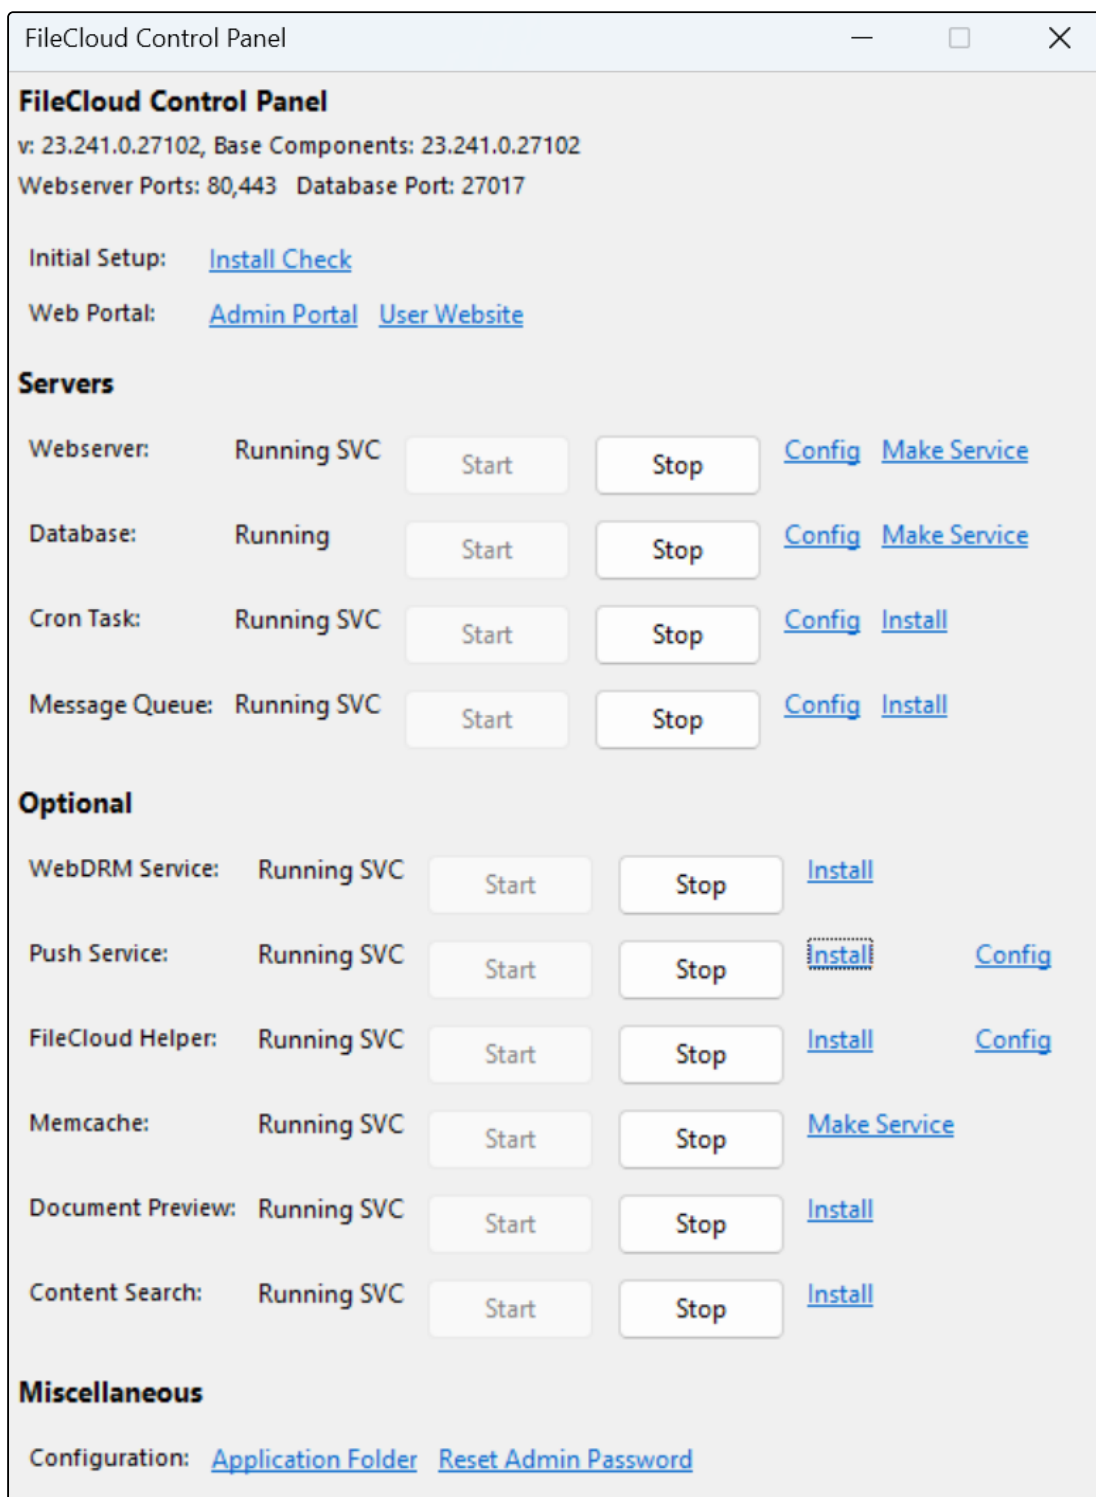 FileCloud Control Panel
FileCloud Control Panel
v: 23.241.0.27102, Base Components: 23.241.0.27102
Webserver Ports: 80,443 Database Port: 27017
Initial Setup: Install Check
Web Portal: Admin Portal User Website
Servers
Webserver: Running SVC Start Stop Config Make Service
Database: Running Start Stop Config Make Service
Cron Task: Running SVC Start Stop Config Install
Message Queue: Running SVC Start Stop Config Install
Optional
WebDRM Service: Running SVC Start Stop Install
Push Service: Running SVC Start Stop Install Config
FileCloud Helper: Running SVC Start Stop Install Config
Memcache: Running SVC Start Stop Make Service
Document Preview: Running SVC Start Stop Install
Content Search: Running SVC Start Stop Install
Miscellaneous
Configuration: Application Folder Reset Admin Password